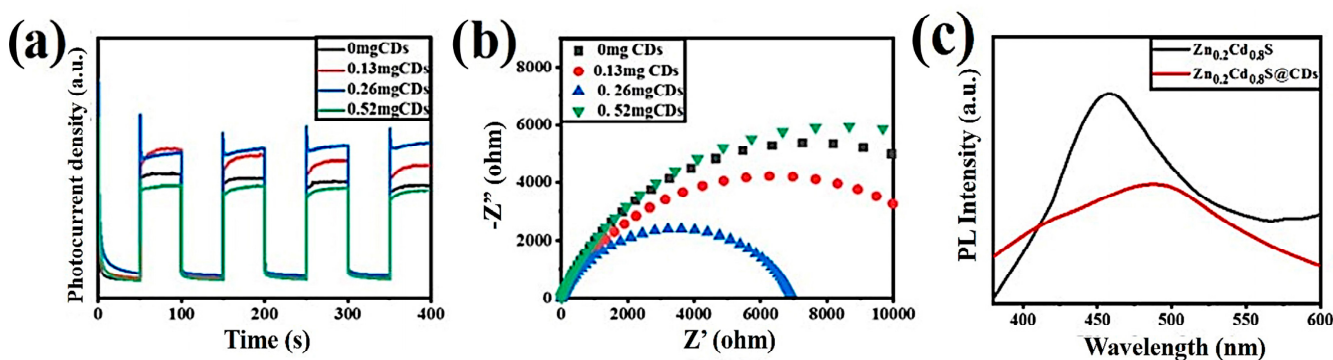 (a)
Photocurrent density (a.u.)
0mgCDs
0.13mgCDs
0.26mgCDs
0.52mgCDs
0 100 200 300 400
Time (s)
(b)
-Z" (ohm)
0mg CDs
0.13mg CDs
0. 26mgCDs
0. 52mgCDs
8000
6000
4000
2000
0
0 2000 4000 6000 8000 10000
Z' (ohm)
(c)
PL Intensity (a.u.)
Zn0.2Cd0.8S
Zn0.2Cd0.8S@CDs
400 450 500 550 600
Wavelength (nm)